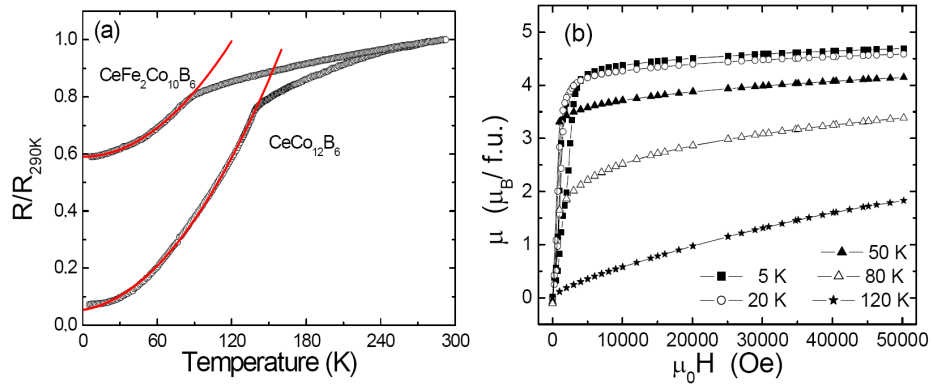 (a)
1.0
0.8
0.6
0.4
0.2
0.0
R/R290K
CeFe2Co10B6
CeCo12B6
0 60 120 180 240 300
Temperature (K)
(b)
5
4
3
2
1
0
μ (μB/ f.u.)
5 K
20 K
50 K
80 K
120 K
0 10000 20000 30000 40000 50000
μ0H (Oe)